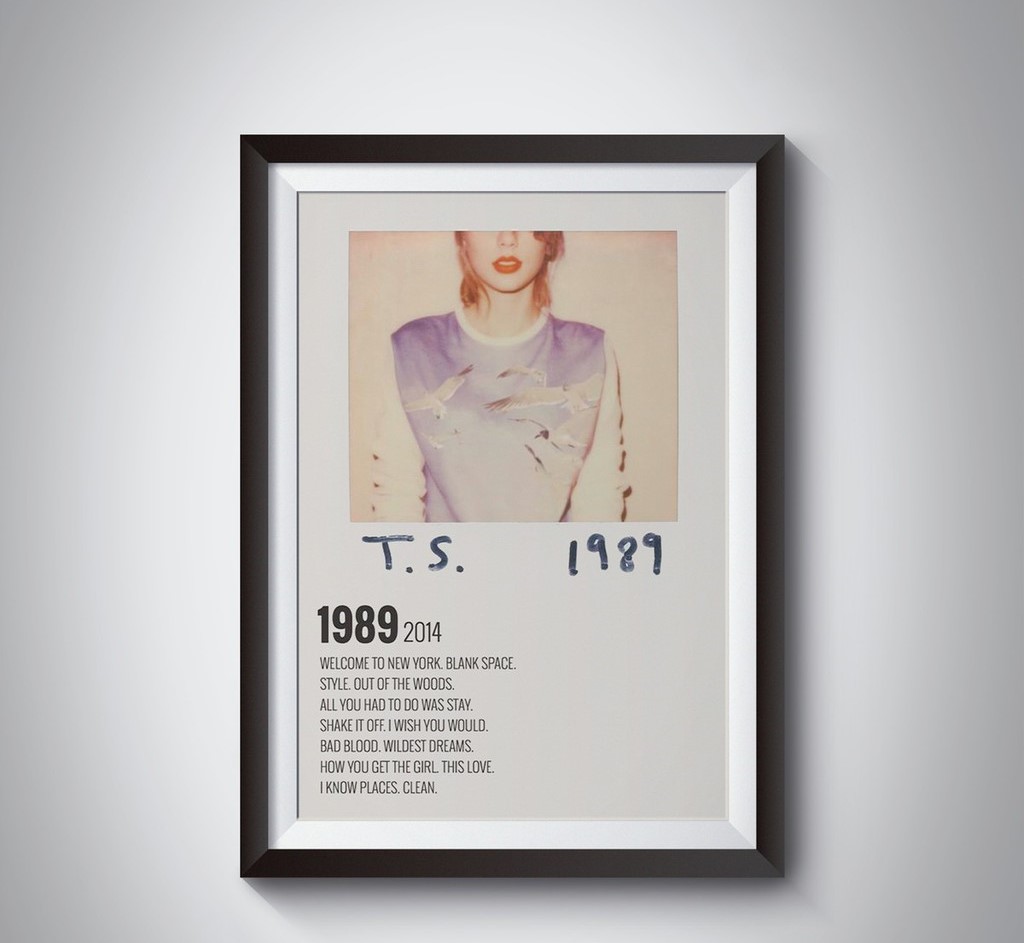 T.S. 1989
1989 2014
WELCOME TO NEW YORK. BLANK SPACE.
STYLE. OUT OF THE WOODS.
ALL YOU HAD TO DO WAS STAY.
SHAKE IT OFF. I WISH YOU WOULD.
BAD BLOOD. WILDEST DREAMS.
HOW YOU GET THE GIRL. THIS LOVE.
I KNOW PLACES. CLEAN.